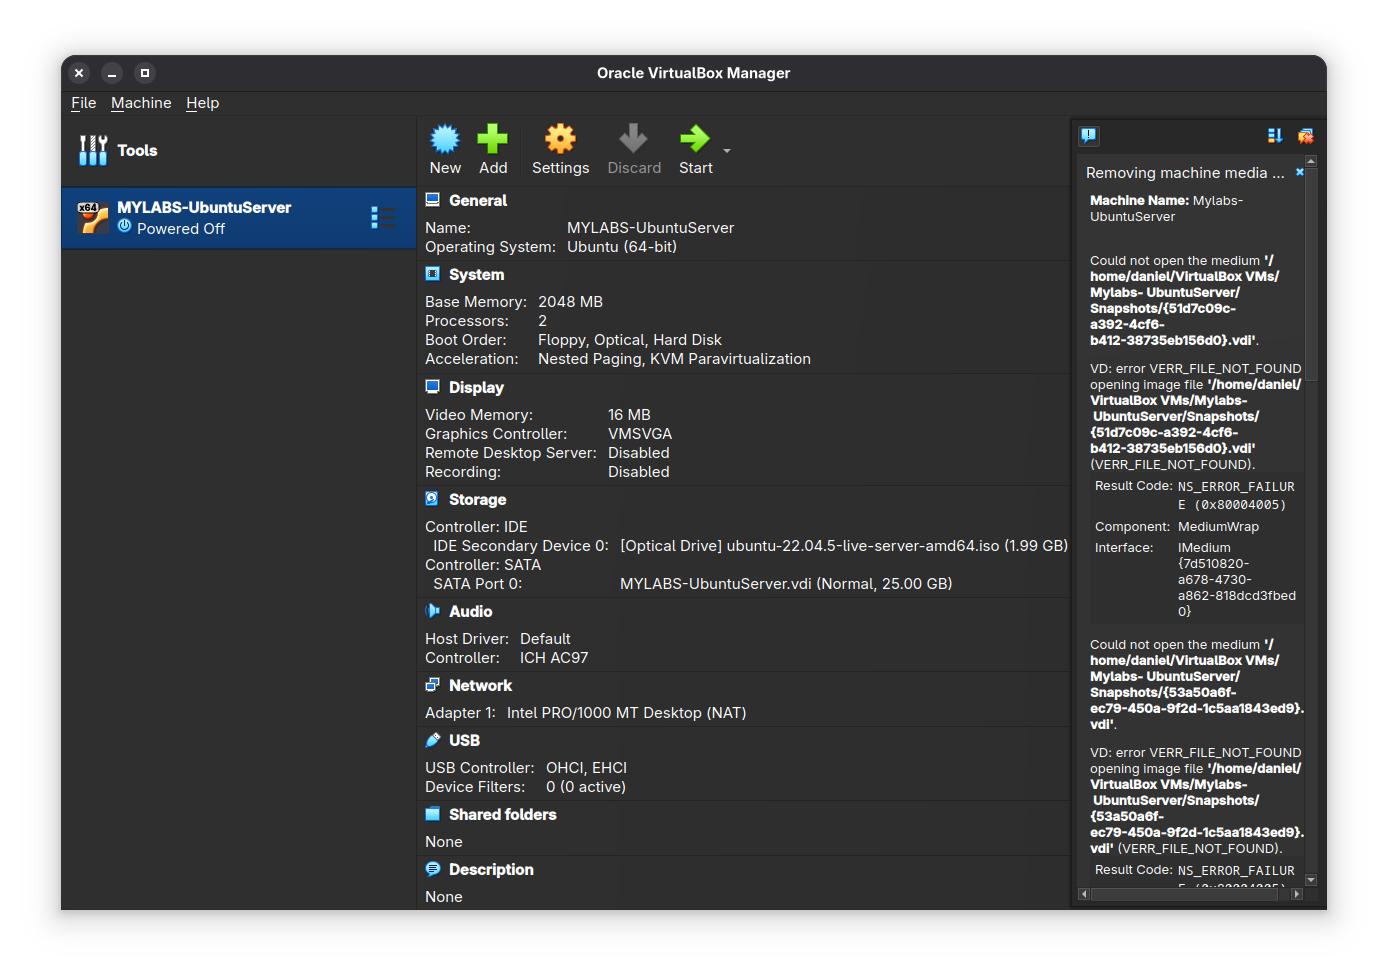 Oracle VirtualBox Manager
File Machine Help
Tools
New Add Settings Discard Start
x64
MYLABS-UbuntuServer
Powered Off
General
Name: MYLABS-UbuntuServer
Operating System: Ubuntu (64-bit)
System
Base Memory: 2048 MB
Processors: 2
Boot Order: Floppy, Optical, Hard Disk
Acceleration: Nested Paging, KVM Paravirtualization
Display
Video Memory: 16 MB
Graphics Controller: VMSVGA
Remote Desktop Server: Disabled
Recording: Disabled
Storage
Controller: IDE
IDE Secondary Device 0: [Optical Drive] ubuntu-22.04.5-live-server-amd64.iso (1.99 GB)
Controller: SATA
SATA Port 0: MYLABS-UbuntuServer.vdi (Normal, 25.00 GB)
Audio
Host Driver: Default
Controller: ICH AC97
Network
Adapter 1: Intel PRO/1000 MT Desktop (NAT)
USB
USB Controller: OHCI, EHCI
Device Filters: 0 (0 active)
Shared folders
None
Description
None
Removing machine media ...
Machine Name: Mylabs-
UbuntuServer
Could not open the medium '/
home/daniel/VirtualBox VMs/
Mylabs- UbuntuServer/
Snapshots/{51d7c09c-
a392-4cf6-
b412-38735eb156d0}.vdi'.
VD: error VERR_FILE_NOT_FOUND
opening image file '/home/daniel/
VirtualBox VMs/Mylabs-
UbuntuServer/Snapshots/
{51d7c09c-a392-4cf6-
b412-38735eb156d0}.vdi'
(VERR_FILE_NOT_FOUND).
Result Code: NS_ERROR_FAILUR
E (0x80004005)
Component: MediumWrap
Interface: IMedium
{7d510820-
a678-4730-
a862-818dcd3fbed
0}
Could not open the medium '/
home/daniel/VirtualBox VMs/
Mylabs- UbuntuServer/
Snapshots/{53a50a6f-
ec79-450a-9f2d-1c5aa1843ed9}.
vdi'.
VD: error VERR_FILE_NOT_FOUND
opening image file '/home/daniel/
VirtualBox VMs/Mylabs-
UbuntuServer/Snapshots/
{53a50a6f-
ec79-450a-9f2d-1c5aa1843ed9}.
vdi' (VERR_FILE_NOT_FOUND).
Result Code: NS_ERROR_FAILUR
E (0x80004005)